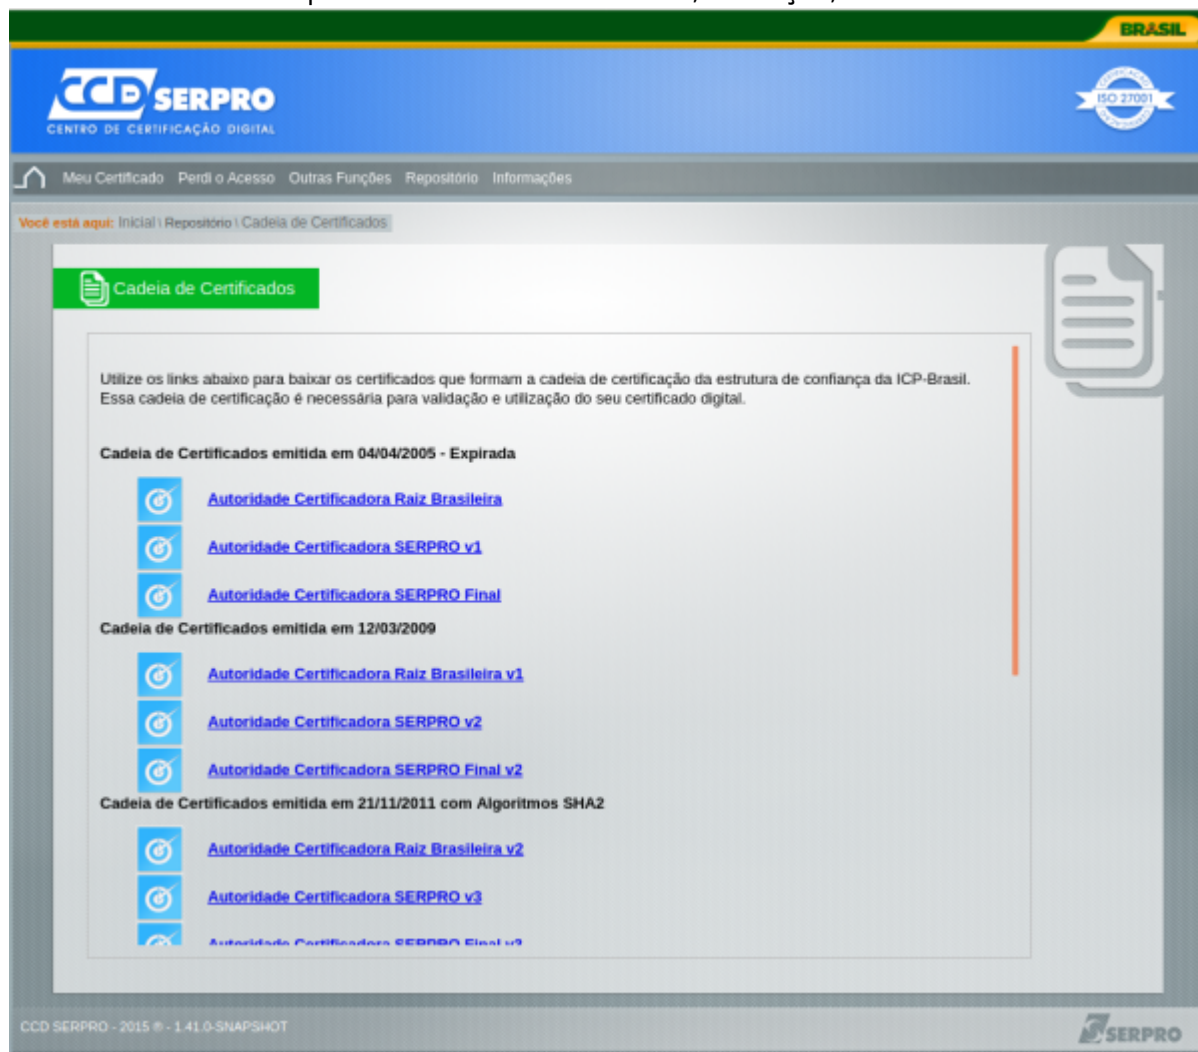 BRASIL
CCD SERPRO
CENTRO DE CERTIFICAÇÃO DIGITAL
ISO 27001
Meu Certificado Perdi o Acesso Outras Funções Repositório Informações
Você está aqui: Inicial \ Repositório \ Cadeia de Certificados
Cadeia de Certificados
Utilize os links abaixo para baixar os certificados que formam a cadeia de certificação da estrutura de confiança da ICP-Brasil.
Essa cadeia de certificação é necessária para validação e utilização do seu certificado digital.
Cadeia de Certificados emitida em 04/04/2005 - Expirada
Autoridade Certificadora Raiz Brasileira
Autoridade Certificadora SERPRO v1
Autoridade Certificadora SERPRO Final
Cadeia de Certificados emitida em 12/03/2009
Autoridade Certificadora Raiz Brasileira v1
Autoridade Certificadora SERPRO v2
Autoridade Certificadora SERPRO Final v2
Cadeia de Certificados emitida em 21/11/2011 com Algoritmos SHA2
Autoridade Certificadora Raiz Brasileira v2
Autoridade Certificadora SERPRO v3
Autoridade Certificadora SERPRO Final v3
CCD SERPRO - 2015 ® - 1.41.0-SNAPSHOT
SERPRO